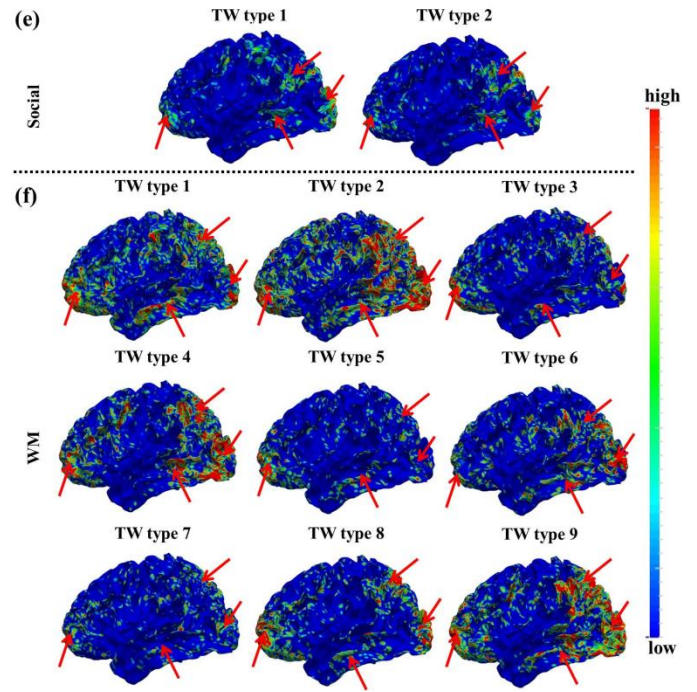 (e)
TW type 1
TW type 2
Social
high
(f)
TW type 1
TW type 2
TW type 3
TW type 4
TW type 5
TW type 6
WM
TW type 7
TW type 8
TW type 9
low